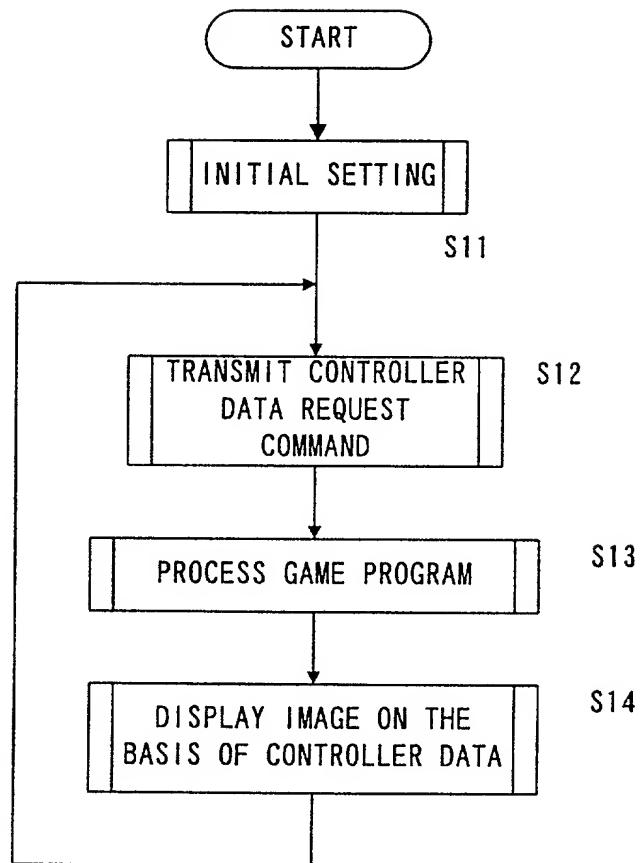 START
INITIAL SETTING
S11
TRANSMIT CONTROLLER
DATA REQUEST
COMMAND
S12
PROCESS GAME PROGRAM
S13
DISPLAY IMAGE ON THE
BASIS OF CONTROLLER DATA
S14